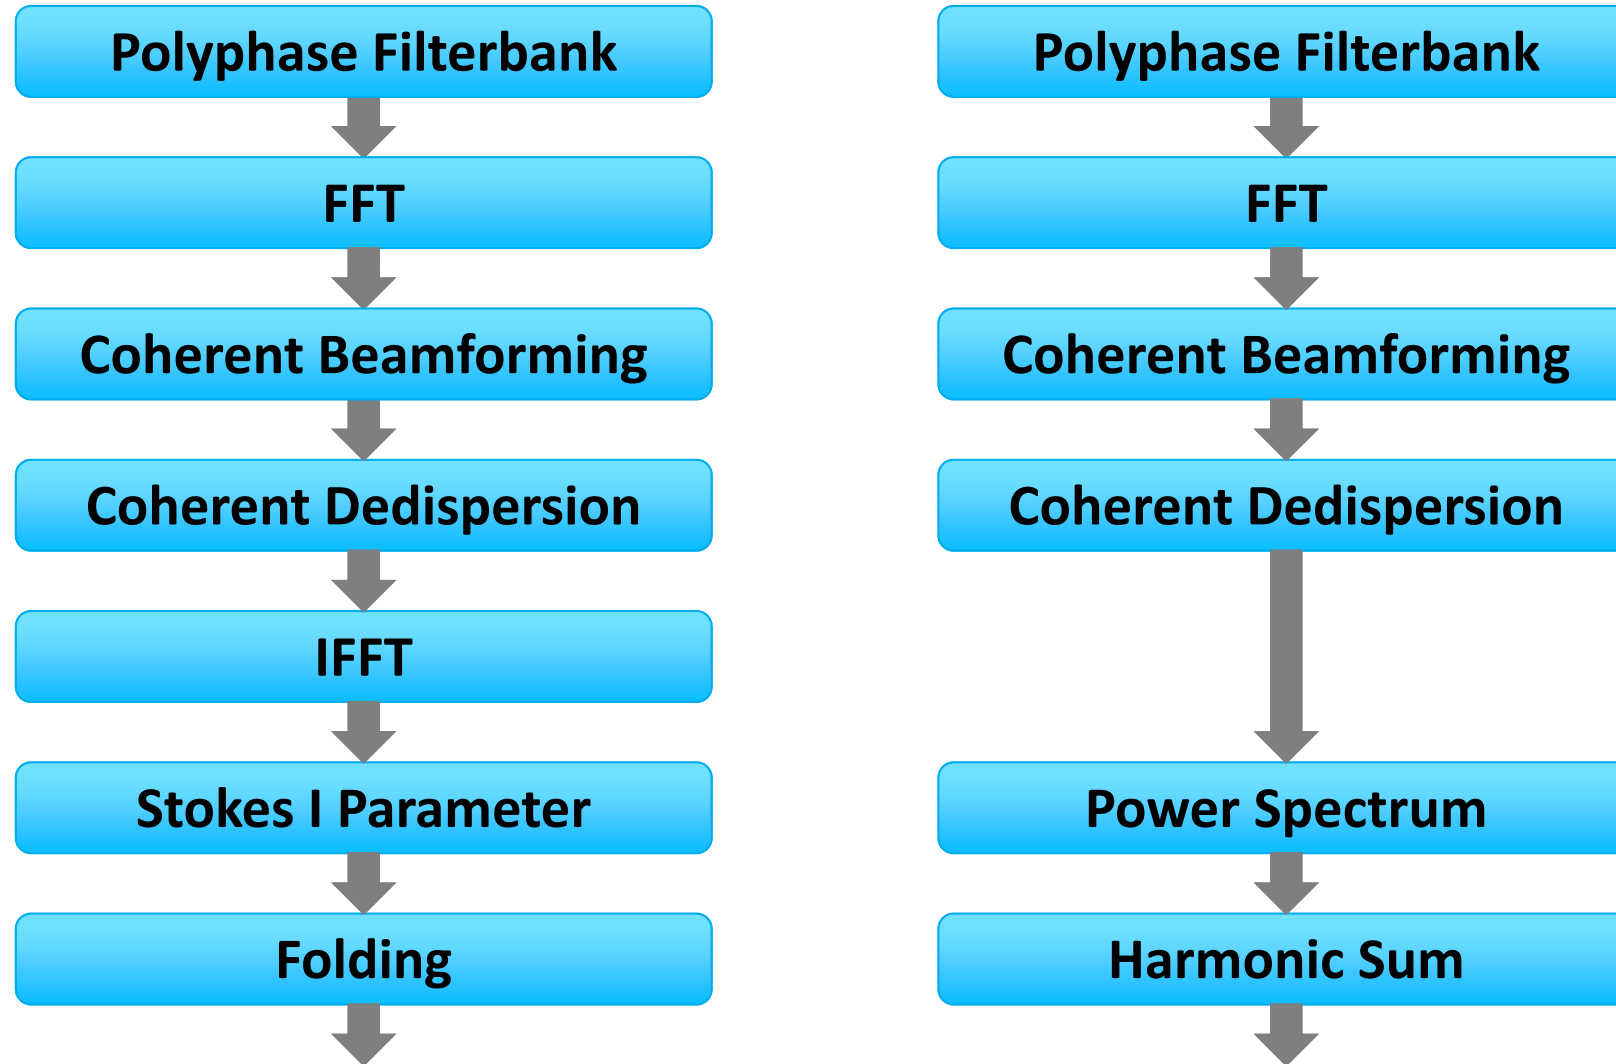 Polyphase Filterbank
FFT
Coherent Beamforming
Coherent Dedispersion
IFFT
Stokes I Parameter
Folding
Polyphase Filterbank
FFT
Coherent Beamforming
Coherent Dedispersion
Power Spectrum
Harmonic Sum